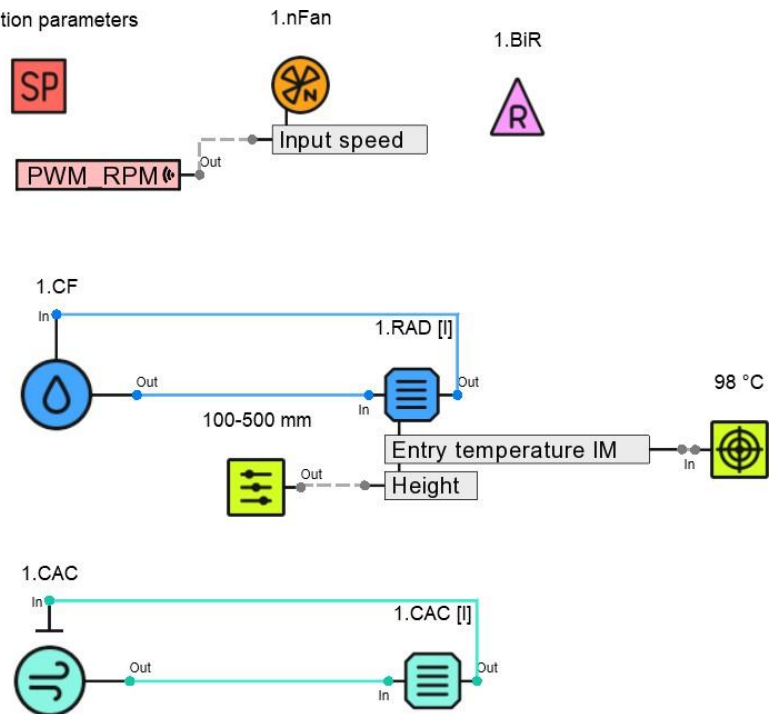 tion parameters
1.nFan
1.BiR
SP
N
R
Input speed
Out
PWM_RPM
1.CF
In
1.RAD [I]
Out
Out
98 °C
In
100-500 mm
Entry temperature IM
In
Out
Height
1.CAC
In
1.CAC [I]
Out
Out
In